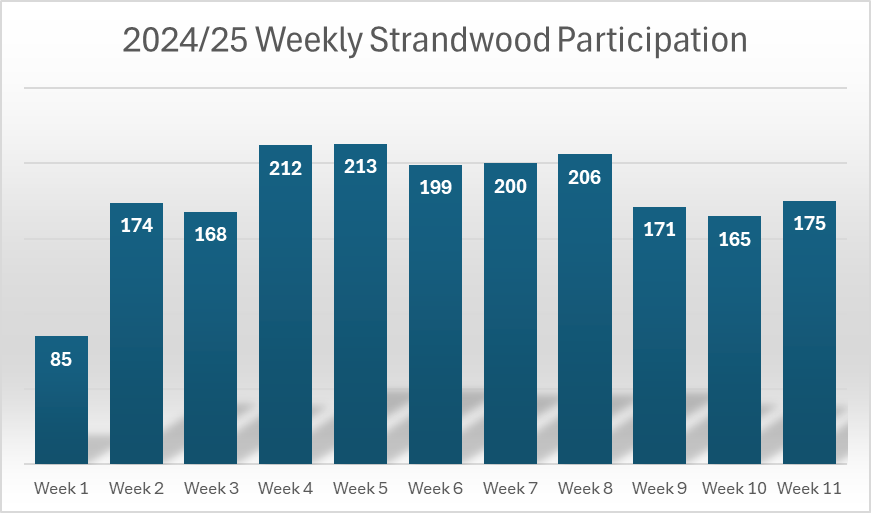 2024/25 Weekly Strandwood Participation
85
174
168
212
213
199
200
206
171
165
175
Week 1
Week 2
Week 3
Week 4
Week 5
Week 6
Week 7
Week 8
Week 9
Week 10
Week 11